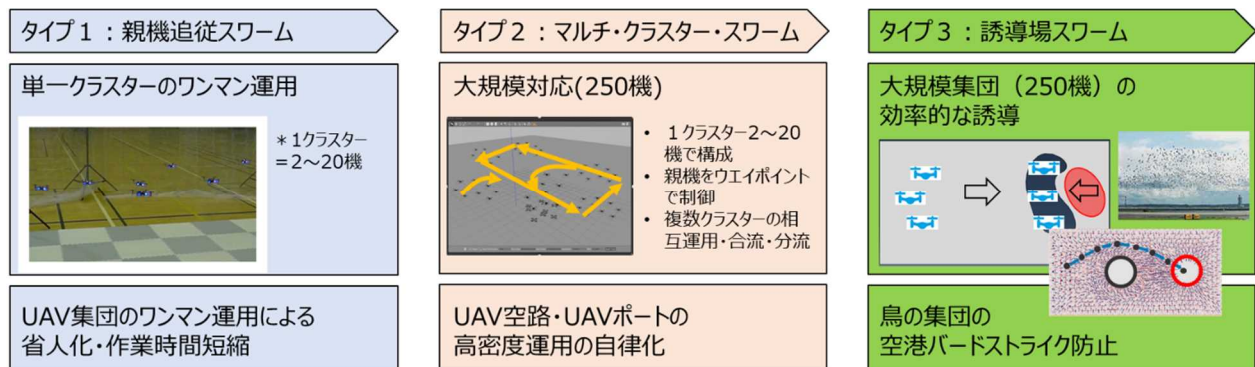 タイプ1：親機追従スワーム
単一クラスターのワンマン運用
＊1クラスター
＝2～20機
UAV集団のワンマン運用による
省人化・作業時間短縮
タイプ2：マルチ・クラスター・スワーム
大規模対応(250機)
• 1クラスター2～20
機で構成
• 親機をウエイポイント
で制御
• 複数クラスターの相
互運用・合流・分流
UAV空路・UAVポートの
高密度運用の自律化
タイプ3：誘導場スワーム
大規模集団（250機）の
効率的な誘導
鳥の集団の
空港バードストライク防止